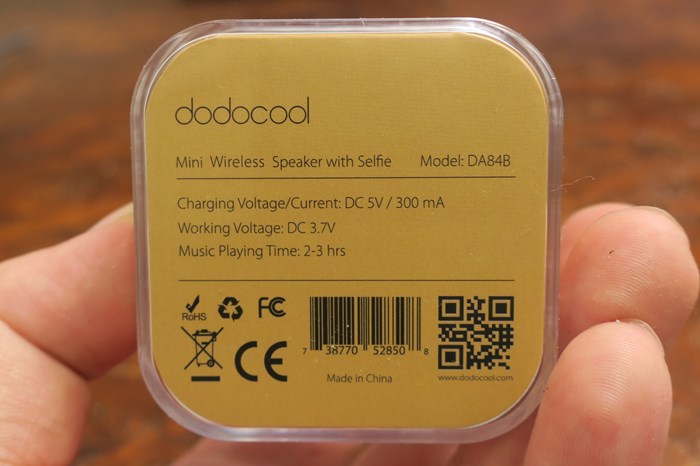 dodocool
Mini Wireless Speaker with Selfie Model: DA84B
Charging Voltage/Current: DC 5V / 300 mA
Working Voltage: DC 3.7V
Music Playing Time: 2-3 hrs
RoHS
FC
CE
7 38770 52850 8
Made in China
www.dodocool.com